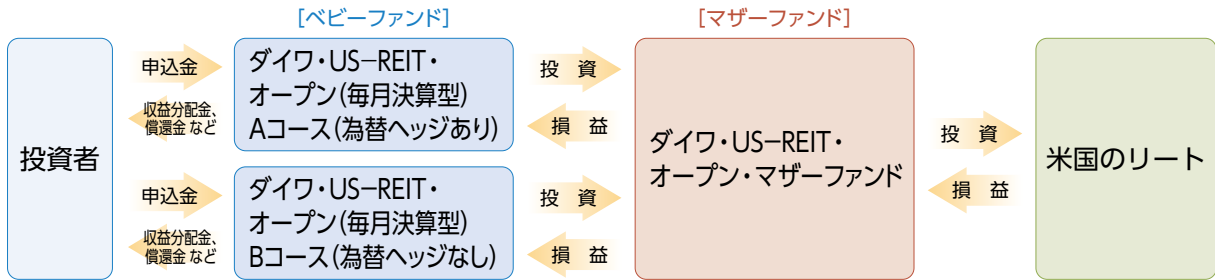 [ベビーファンド]
[マザーファンド]
投資者
申込金
収益分配金、
償還金 など
ダイワ・US−REIT・
オープン(毎月決算型)
Aコース(為替ヘッジあり)
投　資
損　益
申込金
収益分配金、
償還金 など
ダイワ・US−REIT・
オープン(毎月決算型)
Bコース(為替ヘッジなし)
投　資
損　益
ダイワ・US−REIT・
オープン・マザーファンド
投　資
損　益
米国のリート